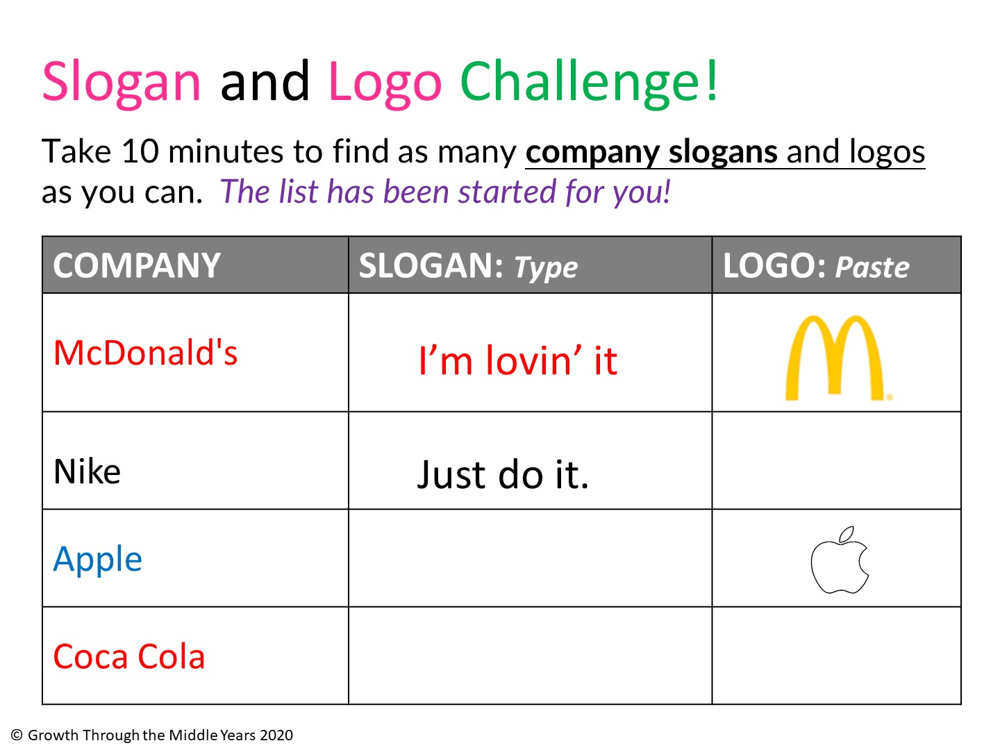 Slogan and Logo Challenge!
Take 10 minutes to find as many company slogans and logos
as you can. The list has been started for you!
COMPANY SLOGAN: Type LOGO: Paste
McDonald's I’m lovin’ it
Nike Just do it.
Apple
Coca Cola
© Growth Through the Middle Years 2020